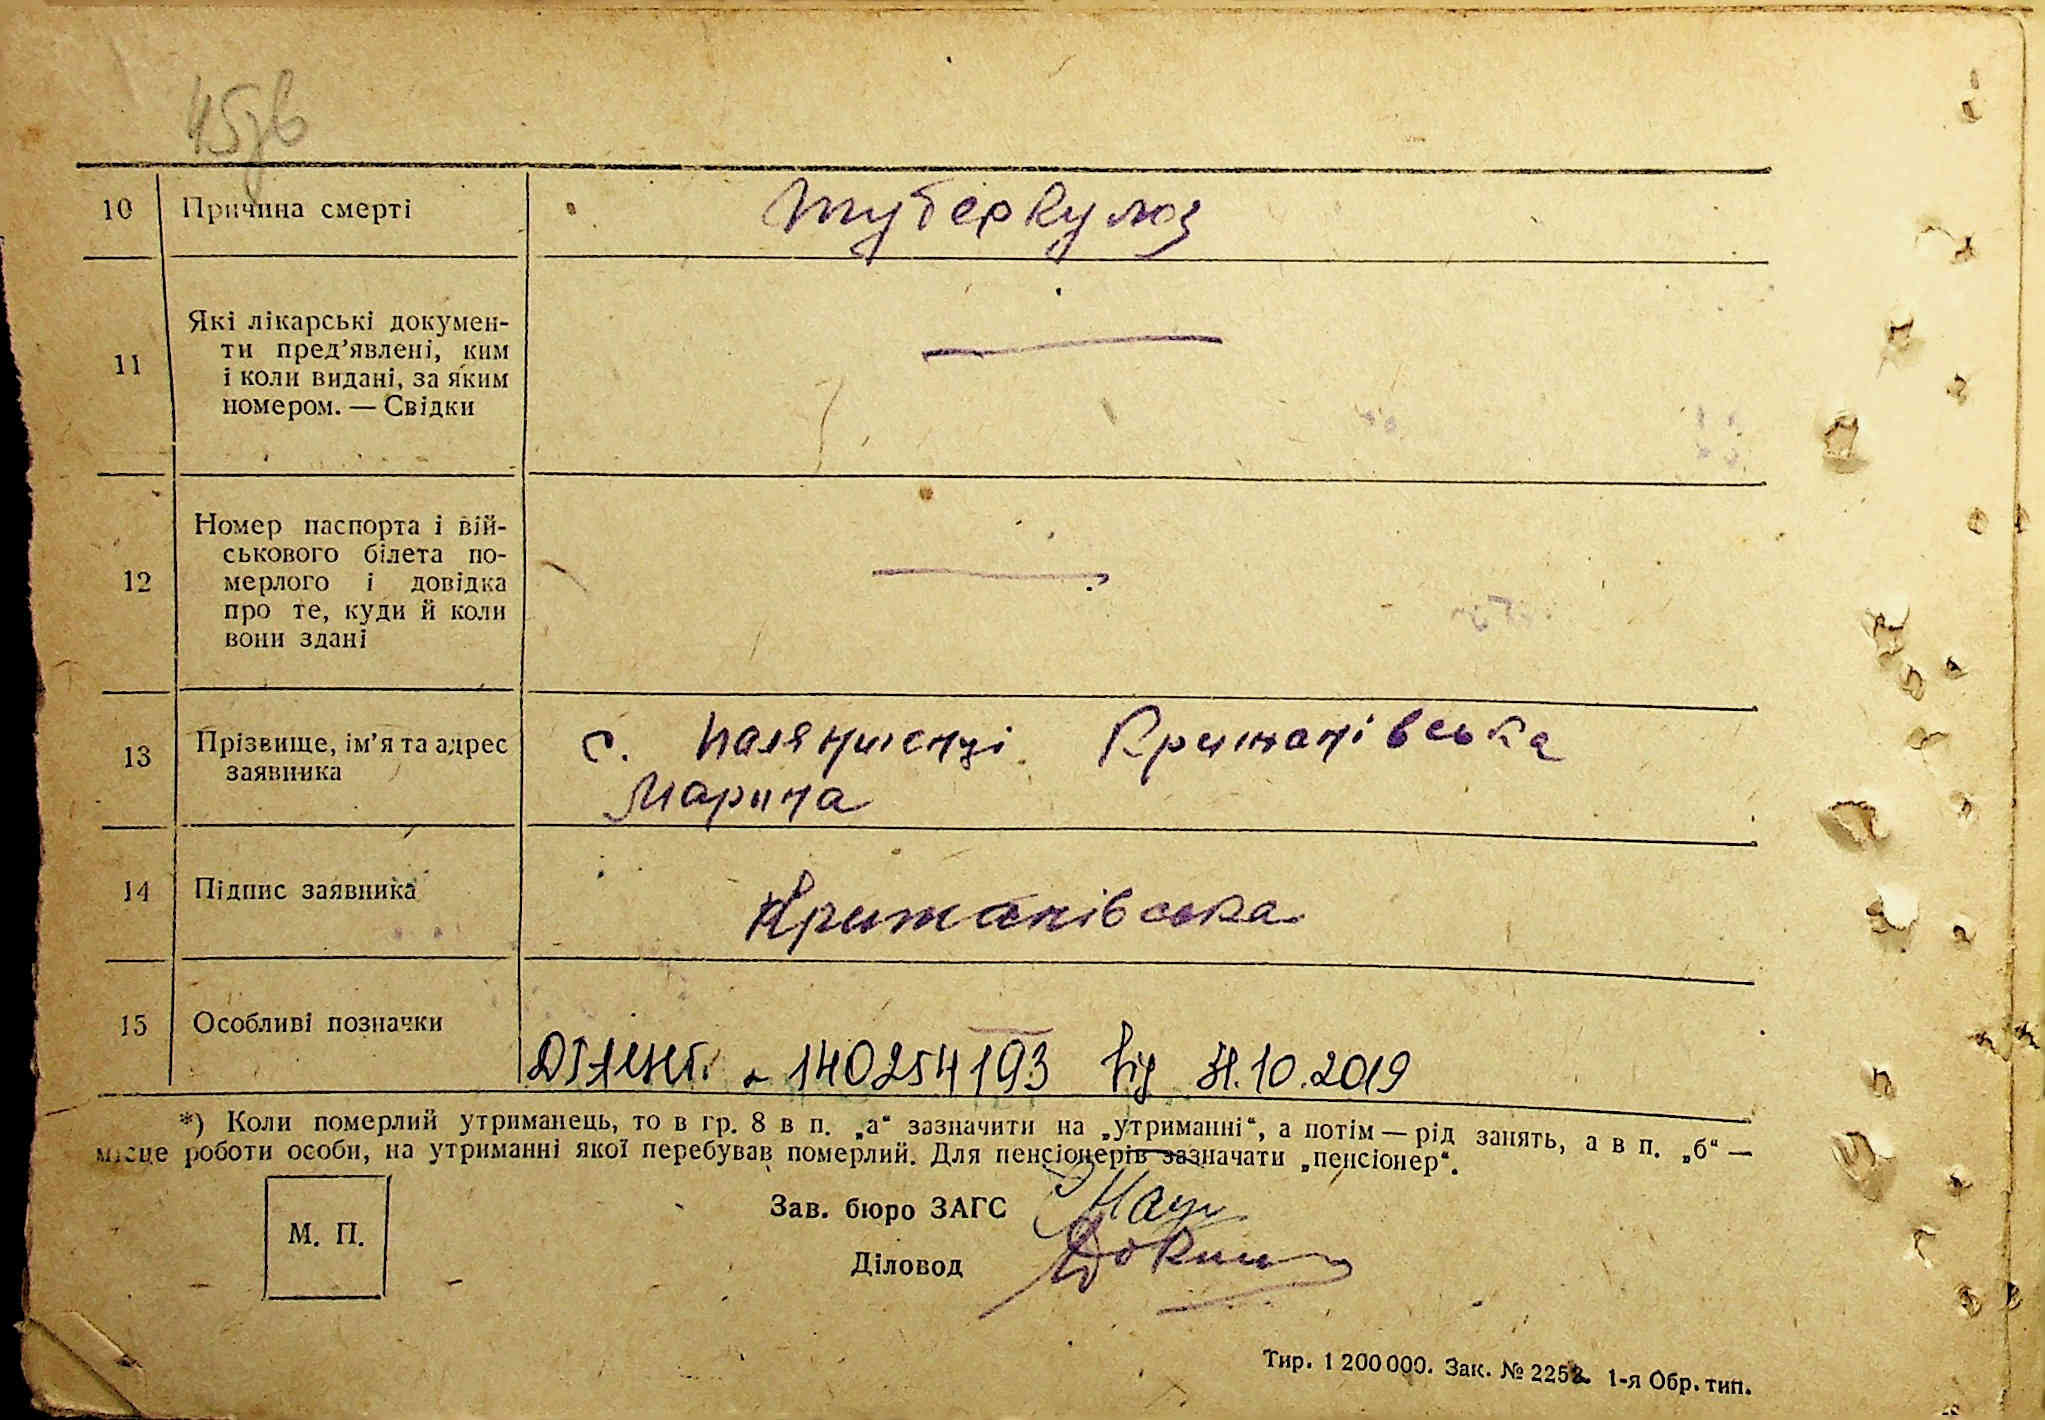 45зв
10 Причина смерті туберкульоз
11 Які лікарські докумен-
ти пред’явлені, ким
і коли видані, за яким
номером. — Свідки
12 Номер паспорта і вій-
ськового білета по-
мерлого і довідка
про те, куди й коли
вони здані
13 Прізвище, ім’я та адрес
заявника
с. Паляниченці Крижанівська
Марина
14 Підпис заявника Крижанівська
15 Особливі позначки
140254193 від 31.10.2019
*) Коли померлий утриманець, то в гр. 8 в п. „а“ зазначити на „утриманні“, а потім — рід занять, а в п. „б“ —
місце роботи особи, на утриманні якої перебував померлий. Для пенсіонерів зазначати „пенсіонер“.
М. П.
Зав. бюро ЗАГС
Діловод
Тир. 1 200 000. Зак. № 2253. 1-я Обр. тип.